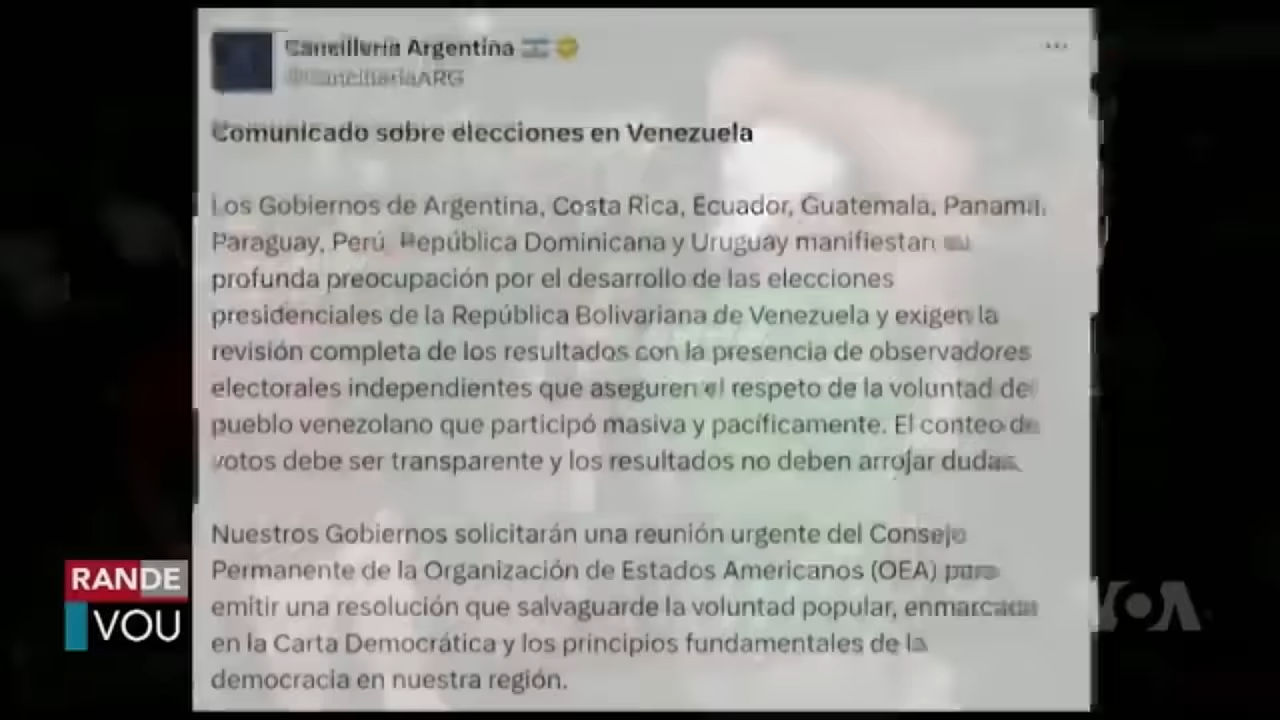 Cancillería Argentina
@CancilleriaARG
Comunicado sobre elecciones en Venezuela
Los Gobiernos de Argentina, Costa Rica, Ecuador, Guatemala, Panamá,
Paraguay, Perú, República Dominicana y Uruguay manifiestan su
profunda preocupación por el desarrollo de las elecciones
presidenciales de la República Bolivariana de Venezuela y exigen la
revisión completa de los resultados con la presencia de observadores
electorales independientes que aseguren el respeto de la voluntad del
pueblo venezolano que participó masiva y pacíficamente. El conteo de
votos debe ser transparente y los resultados no deben arrojar dudas.
Nuestros Gobiernos solicitarán una reunión urgente del Consejo
Permanente de la Organización de Estados Americanos (OEA) para
emitir una resolución que salvaguarde la voluntad popular, enmarcada
en la Carta Democrática y los principios fundamentales de la
democracia en nuestra región.
RANDE
VOU
VOA